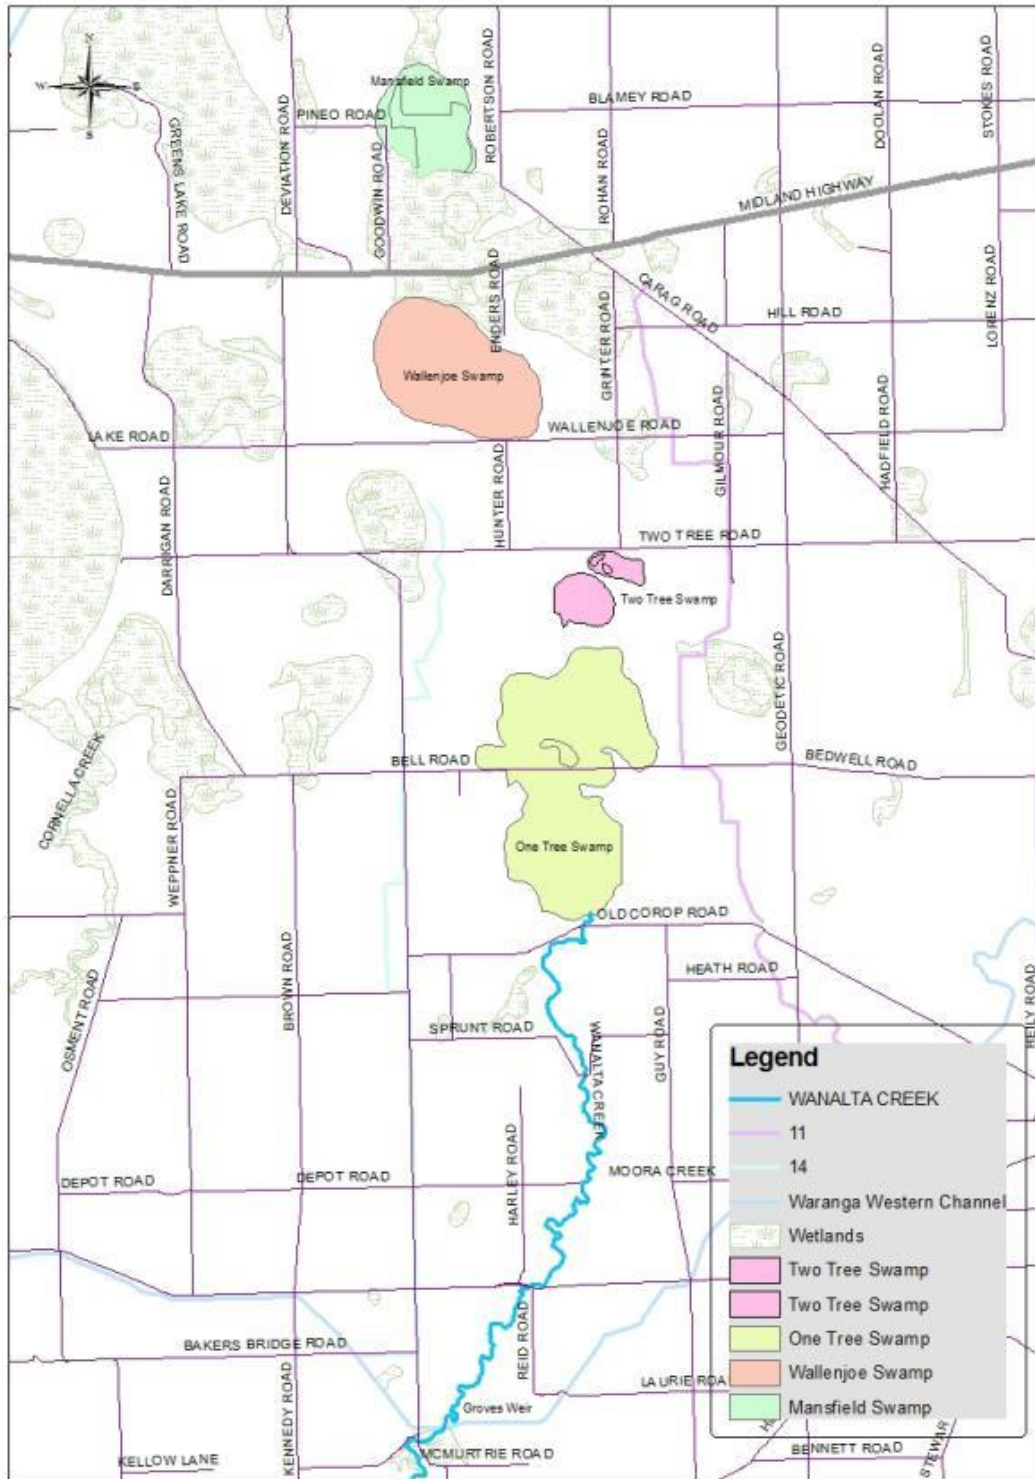 N
W
S
Mansfield Swamp
ROBERTSON ROAD
BLAMEY ROAD
DOOLAN ROAD
STOKES ROAD
PINEO ROAD
GREENS LAKE ROAD
DEVIATION ROAD
GOODWIN ROAD
ROHAN ROAD
MIDLAND HIGHWAY
ENDERS ROAD
CARAG ROAD
HILL ROAD
LORENZ ROAD
GRINTER ROAD
Wallenjoe Swamp
LAKE ROAD
WALLENJOE ROAD
GILMOUR ROAD
HADFIELD ROAD
DARRIGAN ROAD
HUNTER ROAD
TWO TREE ROAD
Two Tree Swamp
GEODETIC ROAD
CORNELLA CREEK
BELL ROAD
BEDWELL ROAD
WEPPNER ROAD
One Tree Swamp
OLD COROP ROAD
BROWN ROAD
OSMENT ROAD
HEATH ROAD
REILY ROAD
SPRUNT ROAD
WANALTA CREEK
GUY ROAD
HARLEY ROAD
DEPOT ROAD
DEPOT ROAD
MOORA CREEK
BAKERS BRIDGE ROAD
REID ROAD
KENNEDY ROAD
LAURIE ROA
Groves Weir
KELLOW LANE
MCMURTRIE ROAD
BENNETT ROAD
STEWAR
Legend
WANALTA CREEK
11
14
Waranga Western Channel
Wetlands
Two Tree Swamp
Two Tree Swamp
One Tree Swamp
Wallenjoe Swamp
Mansfield Swamp